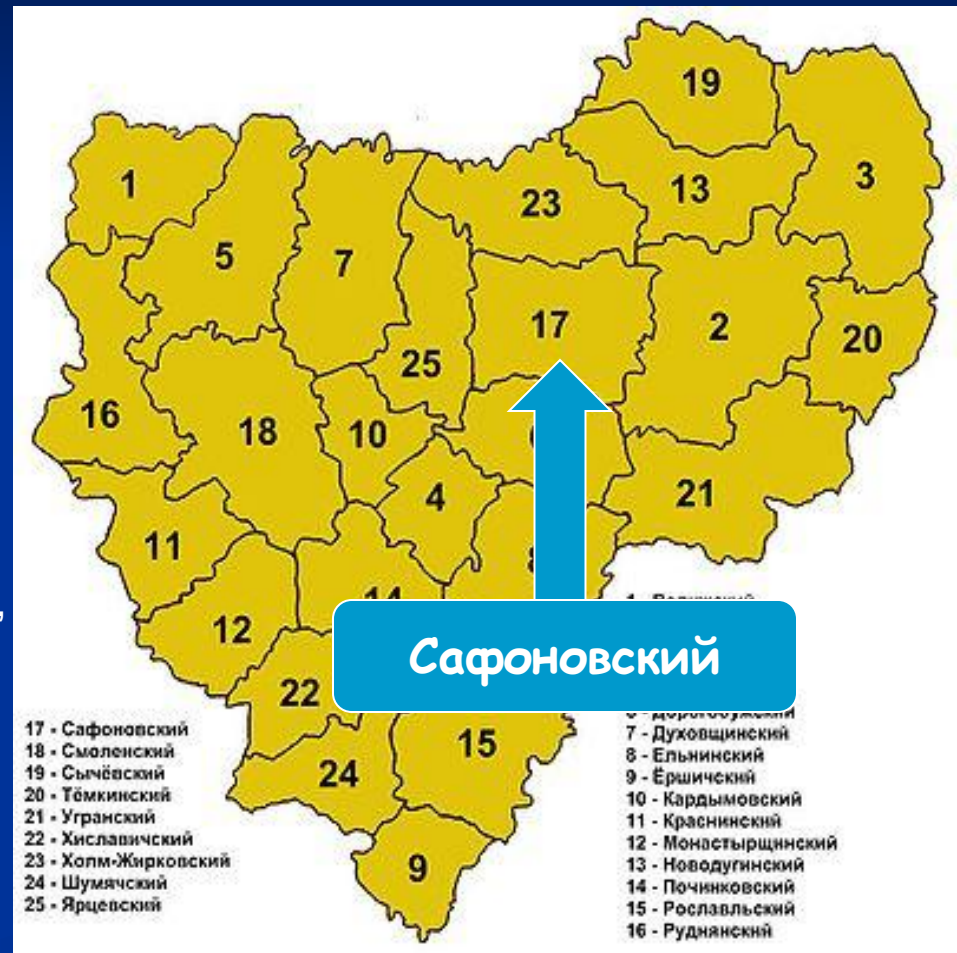 19
1
23
13
3
5
7
17
2
20
25
16
18
10
4
21
11
12
14
22
15
24
9
Сафоновский
17 - Сафоновский
18 - Смоленский
19 - Сычёвский
20 - Тёмкинский
21 - Угранский
22 - Хиславичский
23 - Холм-Жирковский
24 - Шумячский
25 - Ярцевский
6 - Дорогобужский
7 - Духовщинский
8 - Ельнинский
9 - Ёршичский
10 - Кардымовский
11 - Краснинский
12 - Монастырщинский
13 - Новодугинский
14 - Починковский
15 - Рославльский
16 - Руднянский